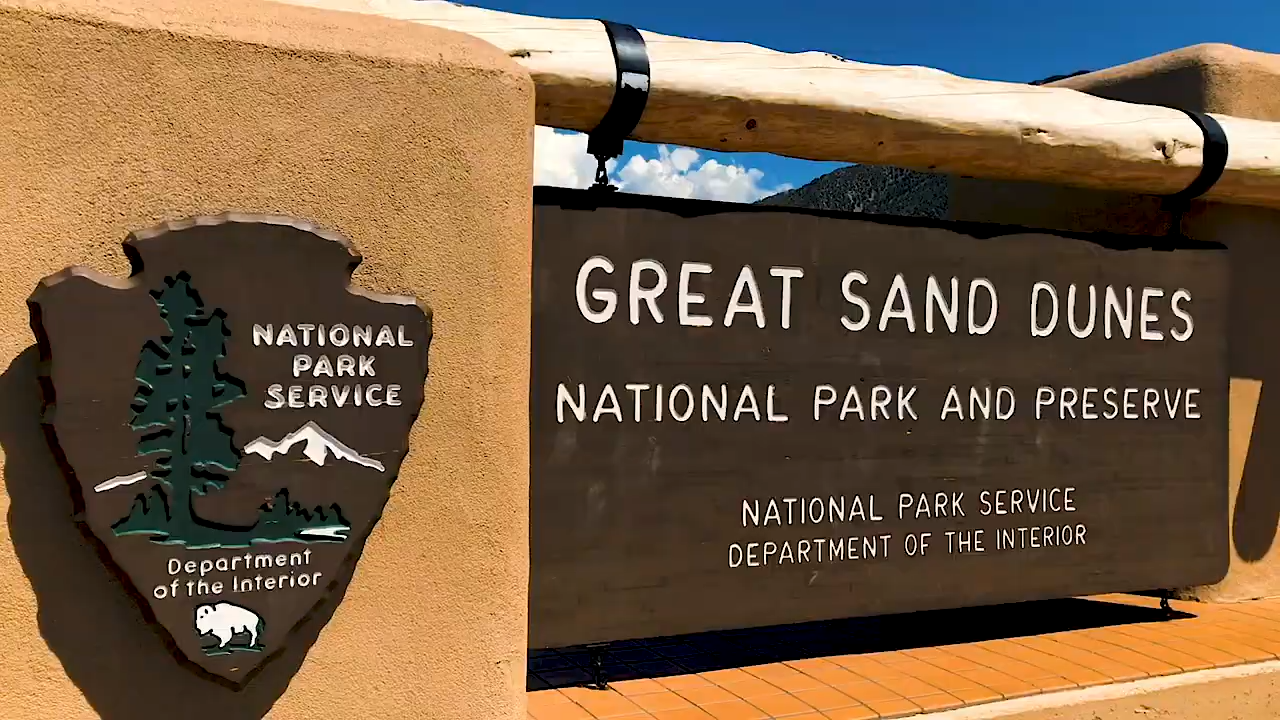 NATIONAL
PARK
SERVICE
Department
of the Interior
GREAT SAND DUNES
NATIONAL PARK AND PRESERVE
NATIONAL PARK SERVICE
DEPARTMENT OF THE INTERIOR